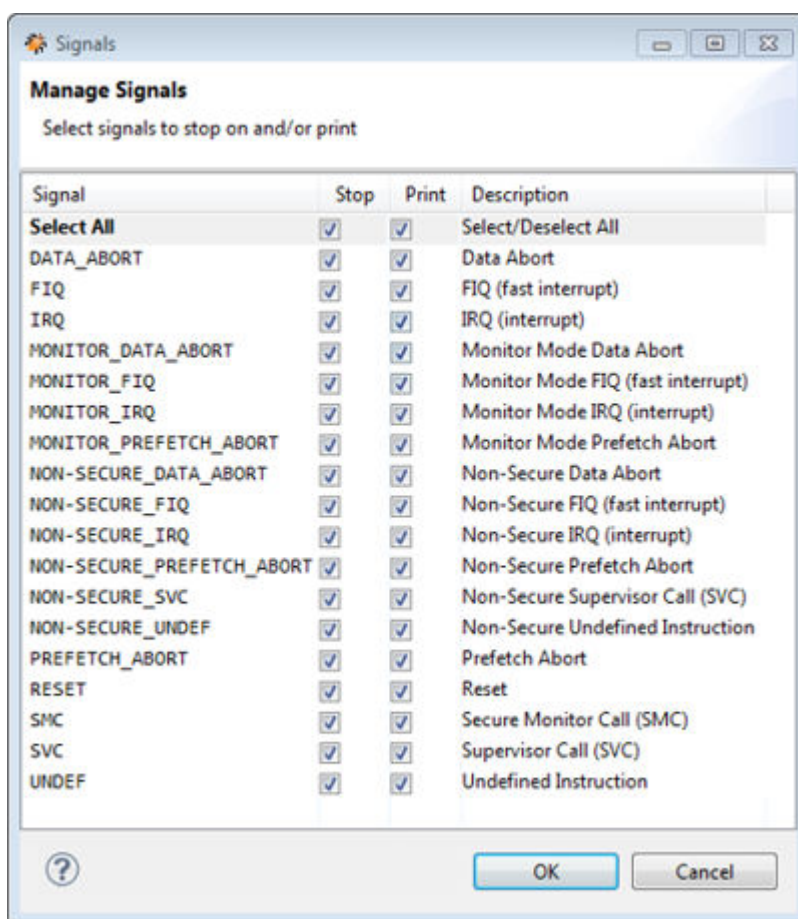 Signals
Manage Signals
Select signals to stop on and/or print
Signal Stop Print Description
Select All Select/Deselect All
DATA_ABORT Data Abort
FIQ FIQ (fast interrupt)
IRQ IRQ (interrupt)
MONITOR_DATA_ABORT Monitor Mode Data Abort
MONITOR_FIQ Monitor Mode FIQ (fast interrupt)
MONITOR_IRQ Monitor Mode IRQ (interrupt)
MONITOR_PREFETCH_ABORT Monitor Mode Prefetch Abort
NON-SECURE_DATA_ABORT Non-Secure Data Abort
NON-SECURE_FIQ Non-Secure FIQ (fast interrupt)
NON-SECURE_IRQ Non-Secure IRQ (interrupt)
NON-SECURE_PREFETCH_ABORT Non-Secure Prefetch Abort
NON-SECURE_SVC Non-Secure Supervisor Call (SVC)
NON-SECURE_UNDEF Non-Secure Undefined Instruction
PREFETCH_ABORT Prefetch Abort
RESET Reset
SMC Secure Monitor Call (SMC)
SVC Supervisor Call (SVC)
UNDEF Undefined Instruction
? OK Cancel